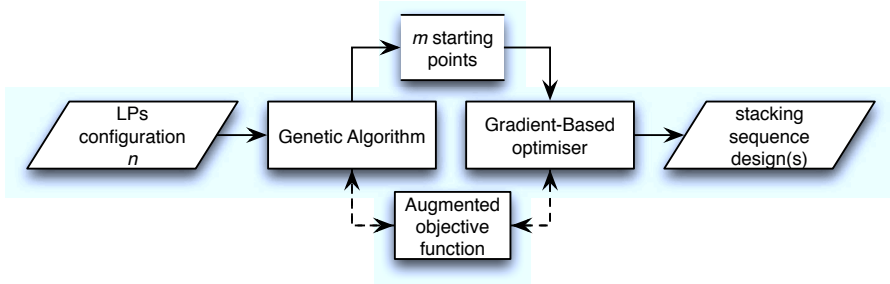 m starting
points
LPs
configuration
n
Genetic Algorithm
Gradient-Based
optimiser
stacking
sequence
design(s)
Augmented
objective
function